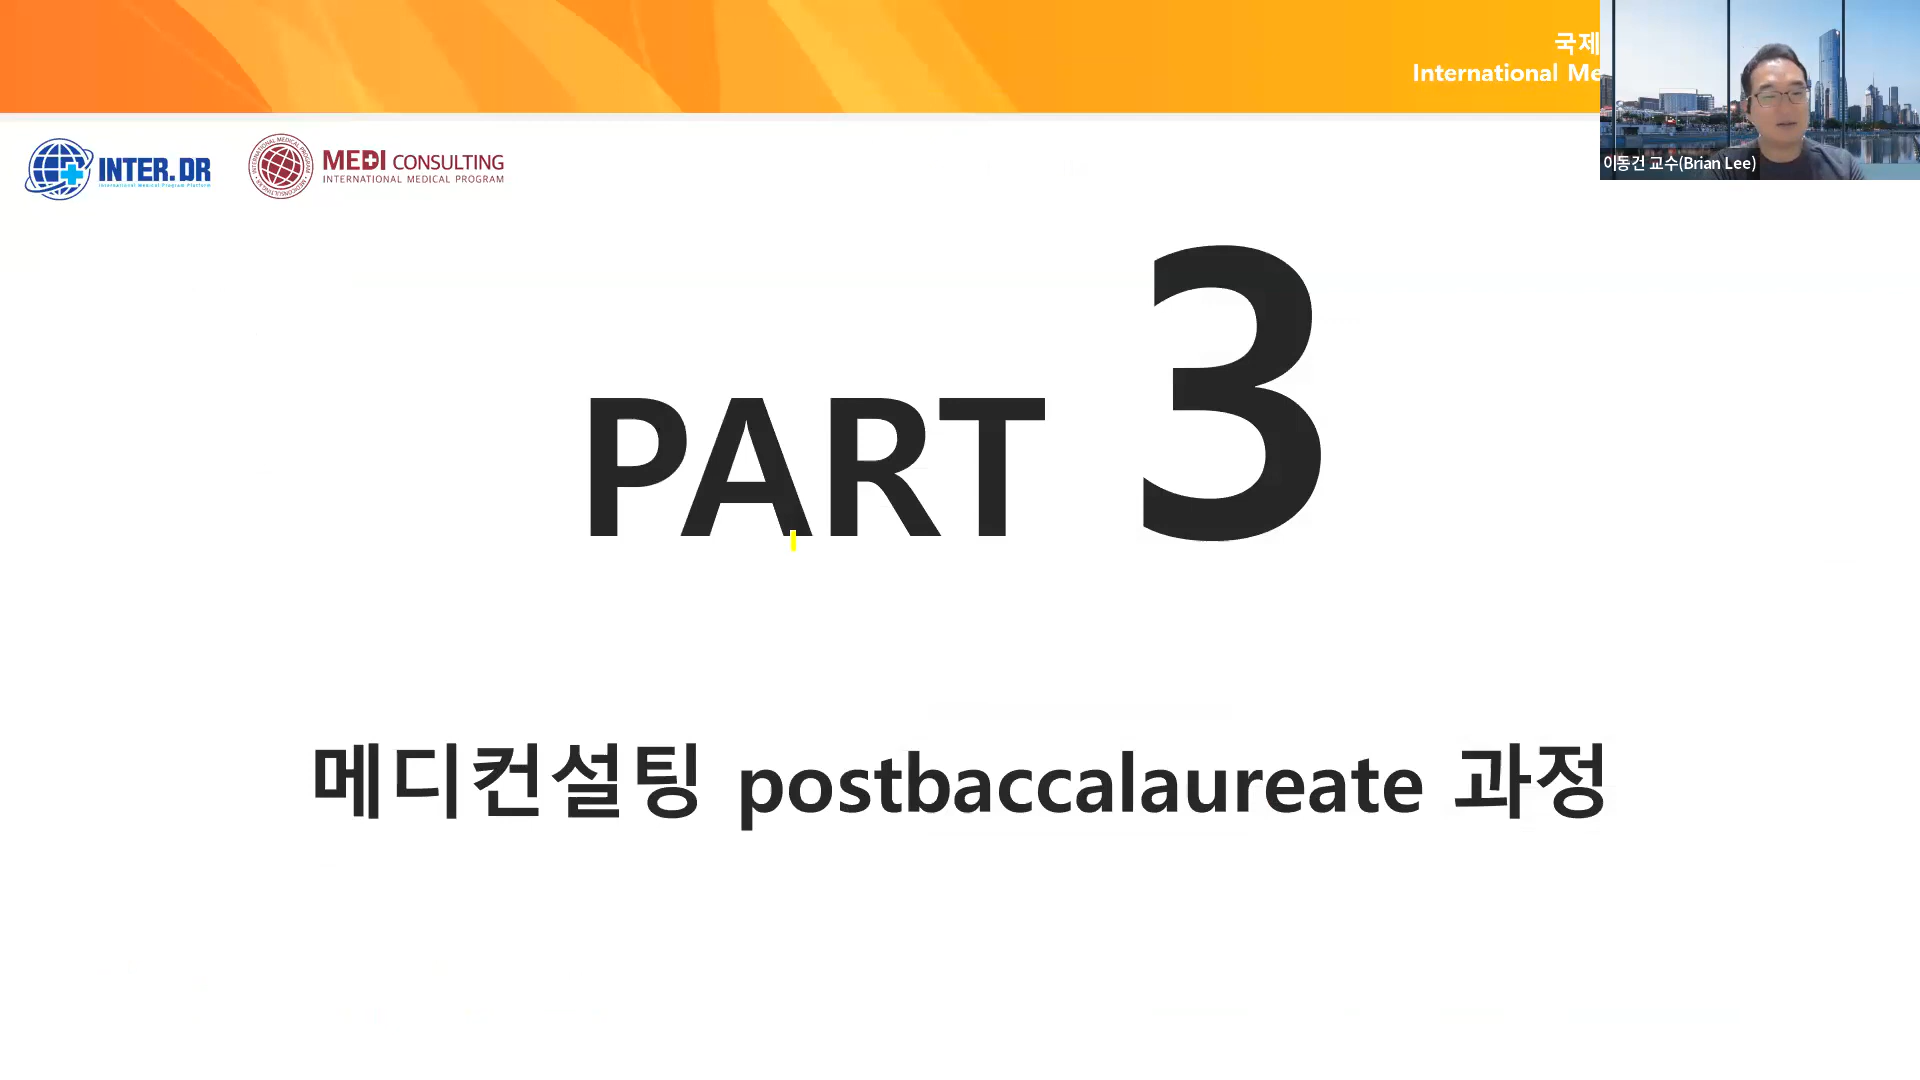 국제
International Me
이동건 교수(Brian Lee)
INTER.DR
International Medical Program Platform
MEDI CONSULTING
INTERNATIONAL MEDICAL PROGRAM
PART 3
메디컨설팅 postbaccalaureate 과정